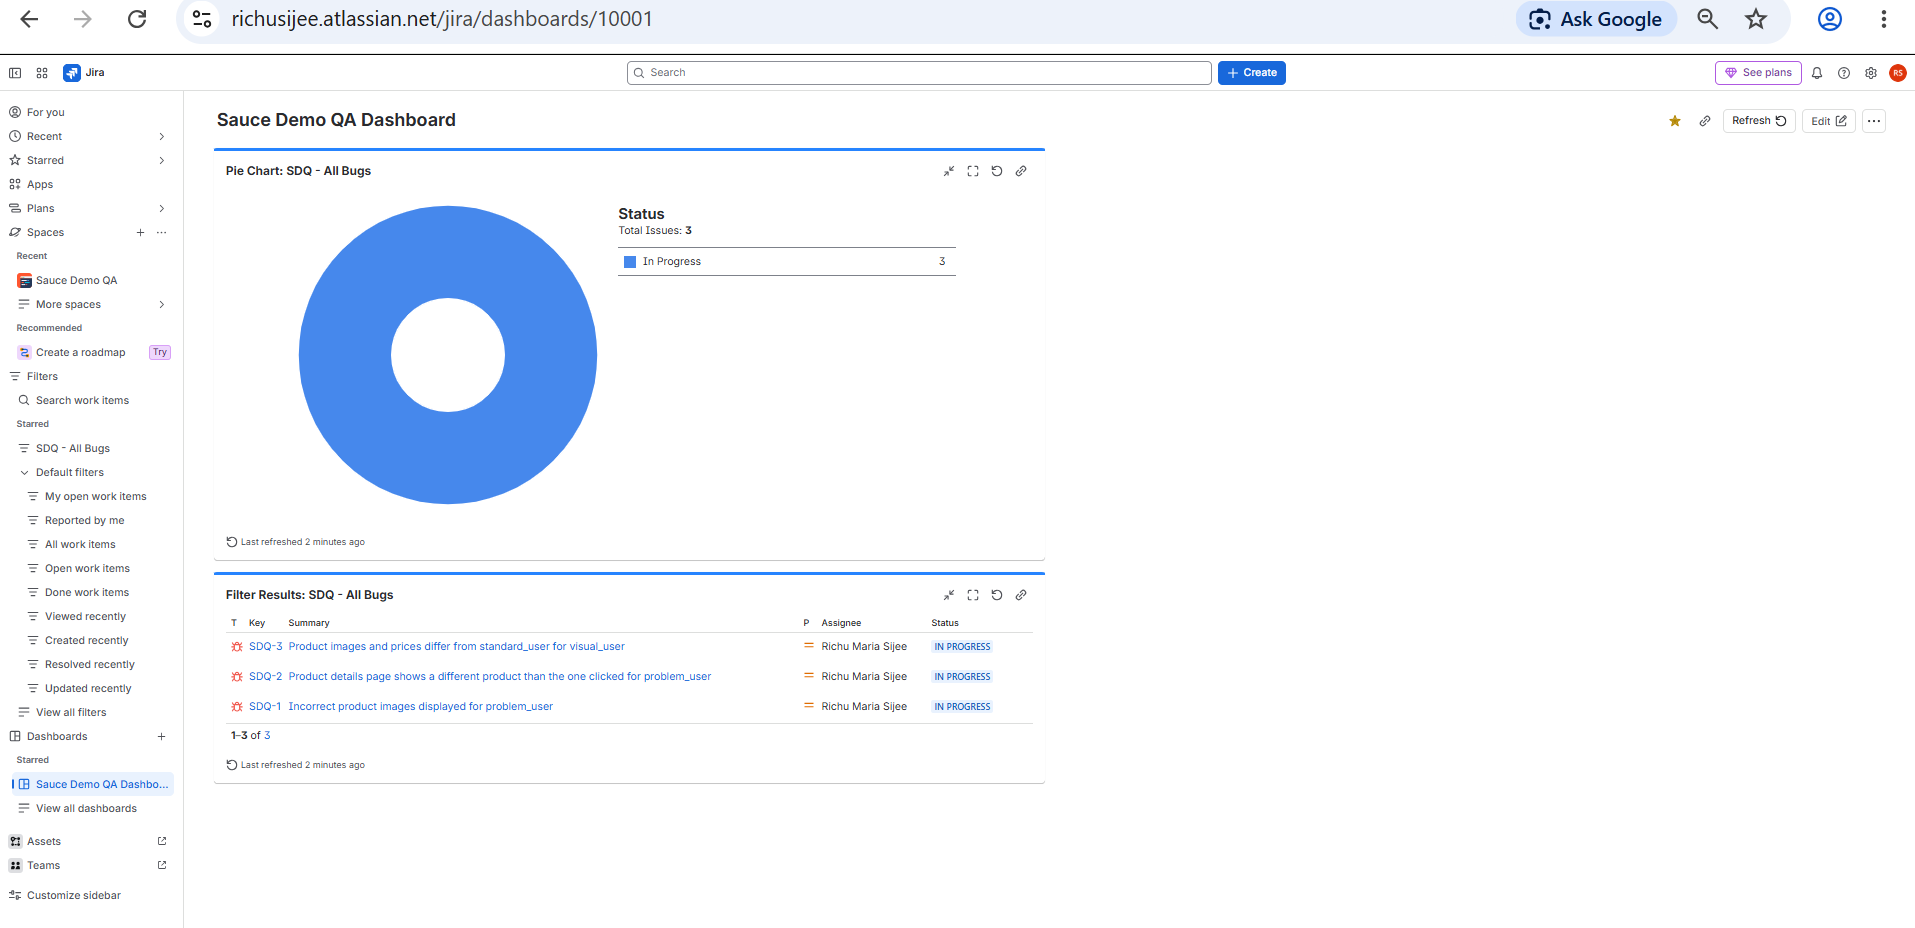 richusijee.atlassian.net/jira/dashboards/10001
Ask Google
Jira
Search
Create
See plans
RS
For you
Recent
Starred
Apps
Plans
Spaces
Recent
Sauce Demo QA
More spaces
Recommended
Create a roadmap Try
Filters
Search work items
Starred
SDQ - All Bugs
Default filters
My open work items
Reported by me
All work items
Open work items
Done work items
Viewed recently
Created recently
Resolved recently
Updated recently
View all filters
Dashboards
Starred
Sauce Demo QA Dashbo...
View all dashboards
Assets
Teams
Customize sidebar
Sauce Demo QA Dashboard
Refresh
Edit
Pie Chart: SDQ - All Bugs
Status
Total Issues: 3
In Progress 3
Last refreshed 2 minutes ago
Filter Results: SDQ - All Bugs
T Key Summary P Assignee Status
SDQ-3 Product images and prices differ from standard_user for visual_user Richu Maria Sijee IN PROGRESS
SDQ-2 Product details page shows a different product than the one clicked for problem_user Richu Maria Sijee IN PROGRESS
SDQ-1 Incorrect product images displayed for problem_user Richu Maria Sijee IN PROGRESS
1–3 of 3
Last refreshed 2 minutes ago